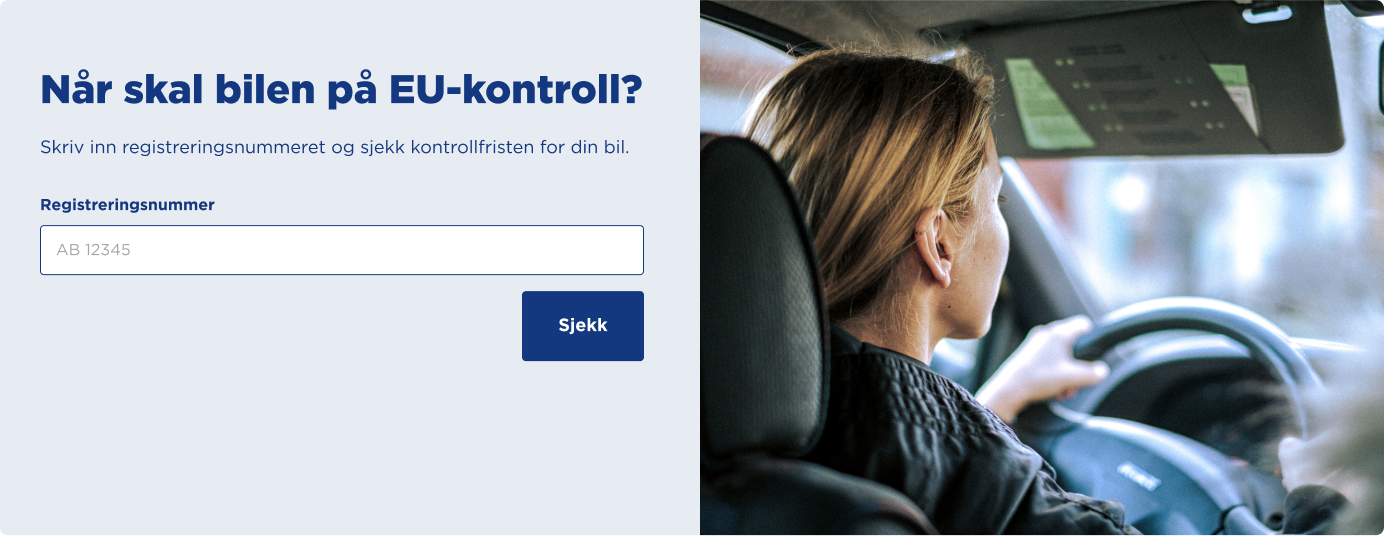 Når skal bilen på EU-kontroll?
Skriv inn registreringsnummeret og sjekk kontrollfristen for din bil.
Registreringsnummer
AB 12345
Sjekk